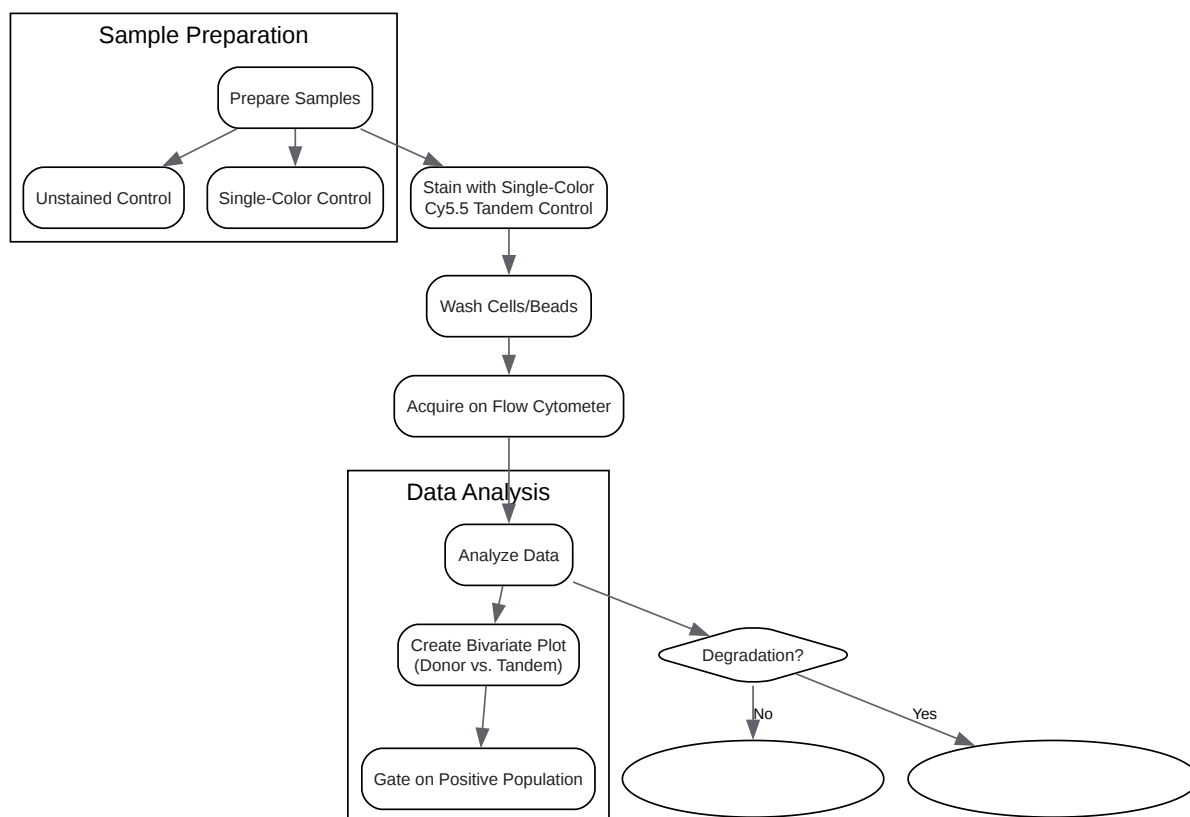 Sample Preparation
Prepare Samples
Unstained Control
Single-Color Control
Stain with Single-Color
Cy5.5 Tandem Control
Wash Cells/Beads
Acquire on Flow Cytometer
Data Analysis
Analyze Data
Create Bivariate Plot
(Donor vs. Tandem)
Degradation?
No
Yes
Gate on Positive Population